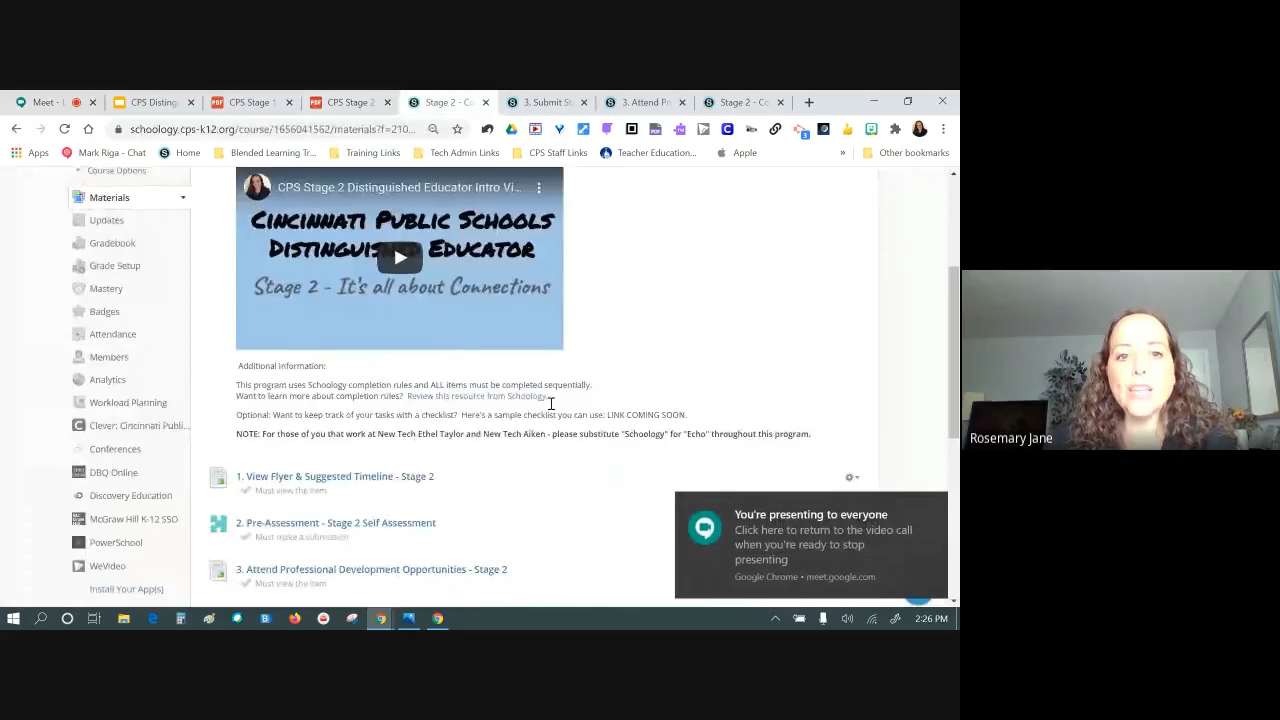 Meet - L
CPS Disting
CPS Stage 1
CPS Stage 2
Stage 2 - Co
3. Submit St
3. Attend Pr
Stage 2 - Co
schoology.cps-k12.org/course/1656041562/materials?f=210...
3
Apps
Mark Riga - Chat
Home
Blended Learning Tr...
Training Links
Tech Admin Links
CPS Staff Links
Teacher Education...
Apple
»
Other bookmarks
Course Options
Materials
Updates
Gradebook
Grade Setup
Mastery
Badges
Attendance
Members
Analytics
Workload Planning
Clever: Cincinnati Publi...
Conferences
DBQ Online
Discovery Education
McGraw Hill K-12 SSO
PowerSchool
WeVideo
Install Your App(s)
CPS Stage 2 Distinguished Educator Intro Vi...
Cincinnati Public Schools
Distinguis Educator
Stage 2 - It's all about Connections
Additional information:
This program uses Schoology completion rules and ALL items must be completed sequentially.
Want to learn more about completion rules? Review this resource from Schoology.
Optional: Want to keep track of your tasks with a checklist? Here's a sample checklist you can use: LINK COMING SOON.
NOTE: For those of you that work at New Tech Ethel Taylor and New Tech Aiken - please substitute "Schoology" for "Echo" throughout this program.
1. View Flyer & Suggested Timeline - Stage 2
Must view the item
2. Pre-Assessment - Stage 2 Self Assessment
Must make a submission
3. Attend Professional Development Opportunities - Stage 2
Must view the item
You're presenting to everyone
Click here to return to the video call
when you're ready to stop
presenting
Google Chrome • meet.google.com
2:26 PM
Rosemary Jane